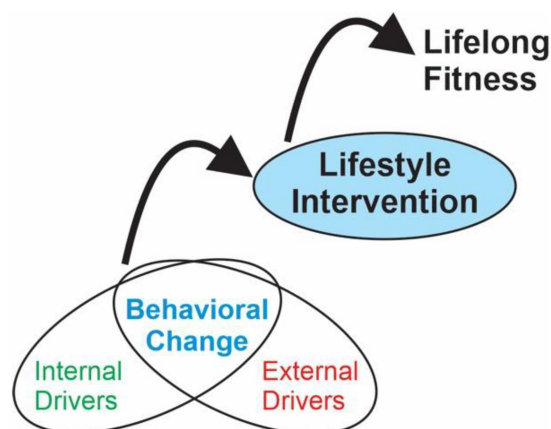 Lifelong
Fitness
Lifestyle
Intervention
Behavioral
Change
Internal
Drivers
External
Drivers